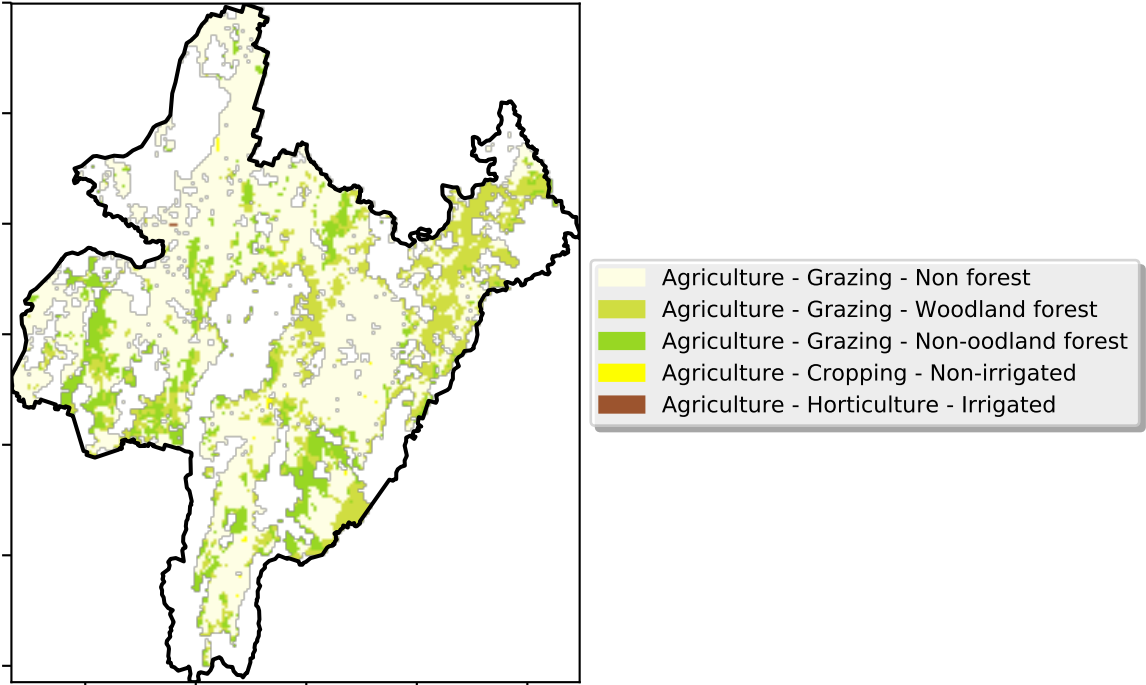 Agriculture - Grazing - Non forest
Agriculture - Grazing - Woodland forest
Agriculture - Grazing - Non-oodland forest
Agriculture - Cropping - Non-irrigated
Agriculture - Horticulture - Irrigated